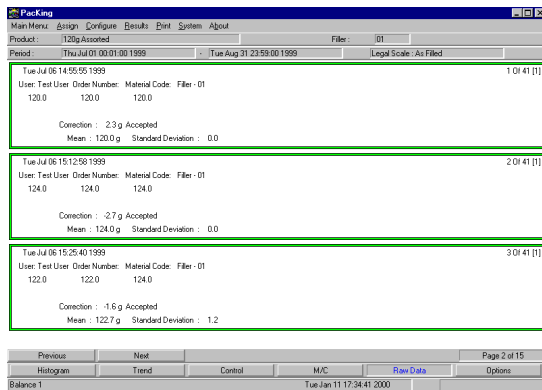 PacKing
Main Menu: Assign Configure Results Print System About
Product : 120g Assorted Filler : 01
Period : Thu Jul 01 00:01:00 1999 - Tue Aug 31 23:59:00 1999 Legal Scale : As Filled
Tue Jul 06 14:55:55 1999 1 Of 41 [1]
User: Test User Order Number: Material Code: Filler - 01
120.0 120.0 120.0
Correction : 2.3 g Accepted
Mean : 120.0 g Standard Deviation : 0.0
Tue Jul 06 15:12:58 1999 2 Of 41 [1]
User: Test User Order Number: Material Code: Filler - 01
124.0 124.0 124.0
Correction : -2.7 g Accepted
Mean : 124.0 g Standard Deviation : 0.0
Tue Jul 06 15:25:40 1999 3 Of 41 [1]
User: Test User Order Number: Material Code: Filler - 01
122.0 122.0 124.0
Correction : -1.6 g Accepted
Mean : 122.7 g Standard Deviation : 1.2
Previous Next Page 2 of 15
Histogram Trend Control M/C Raw Data Options
Balance 1 Tue Jan 11 17:34:41 2000